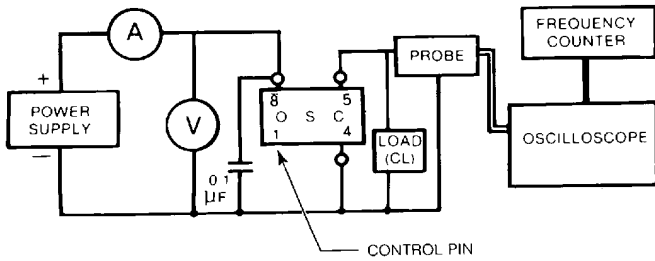 A
+
POWER
SUPPLY
—
V
0.1
µF
8
5
O S C
1
4
CONTROL PIN
LOAD
(CL)
PROBE
FREQUENCY
COUNTER
OSCILLOSCOPE